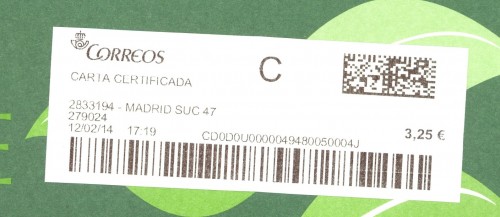 CORREOS
C
CARTA CERTIFICADA
2833194 - MADRID SUC 47
279024
12/02/14 17:19 CD0D0U0000049480050004J
3,25 €